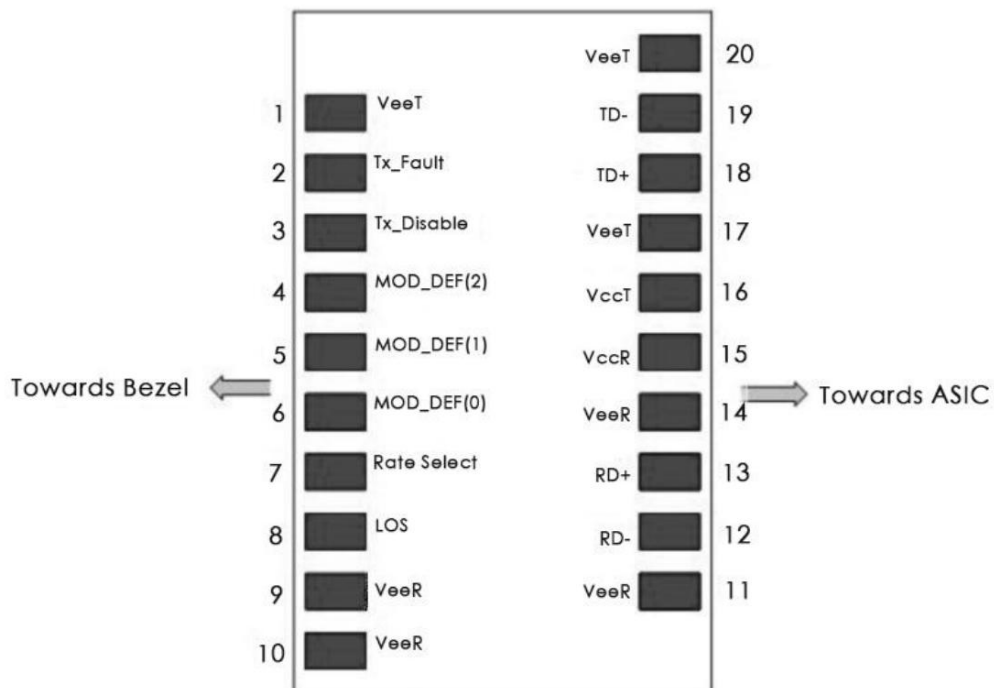 VeeT 20
1 VeeT TD- 19
2 Tx_Fault TD+ 18
3 Tx_Disable VeeT 17
4 MOD_DEF(2) VccT 16
5 MOD_DEF(1) VccR 15
Towards Bezel 6 MOD_DEF(0) VeeR 14 Towards ASIC
7 Rate Select RD+ 13
8 LOS RD- 12
9 VeeR VeeR 11
10 VeeR